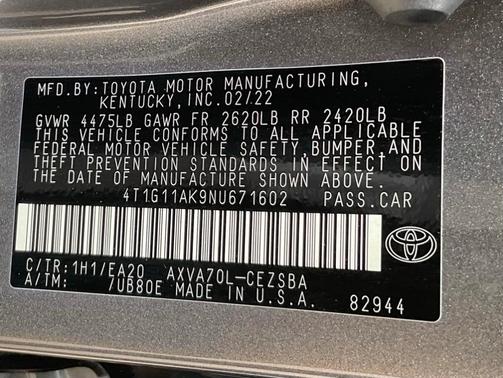 MFD.BY:TOYOTA MOTOR MANUFACTURING,
KENTUCKY, INC. 02/22
GVWR 4475LB GAWR FR 2620LB RR 2420LB
THIS VEHICLE CONFORMS TO ALL APPLICABLE
FEDERAL MOTOR VEHICLE SAFETY,BUMPER,AND
THEFT PREVENTION STANDARDS IN EFFECT ON
THE DATE OF MANUFACTURE SHOWN ABOVE.
4T1G11AK9NU671602 PASS.CAR
C/TR:1H1/EA20 AXVA70L-CEZSBA
A/TM: 7UB80E MADE IN U.S.A. 82944
TOYOTA